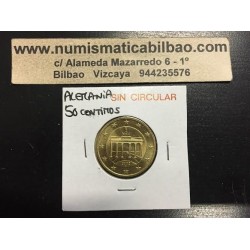 www.numismaticabilbao.com
c/ Alameda Mazarredo 6 - 1º
Bilbao Vizcaya 944235576
ALEMANIA SIN CIRCULAR
50 CENTIMOS